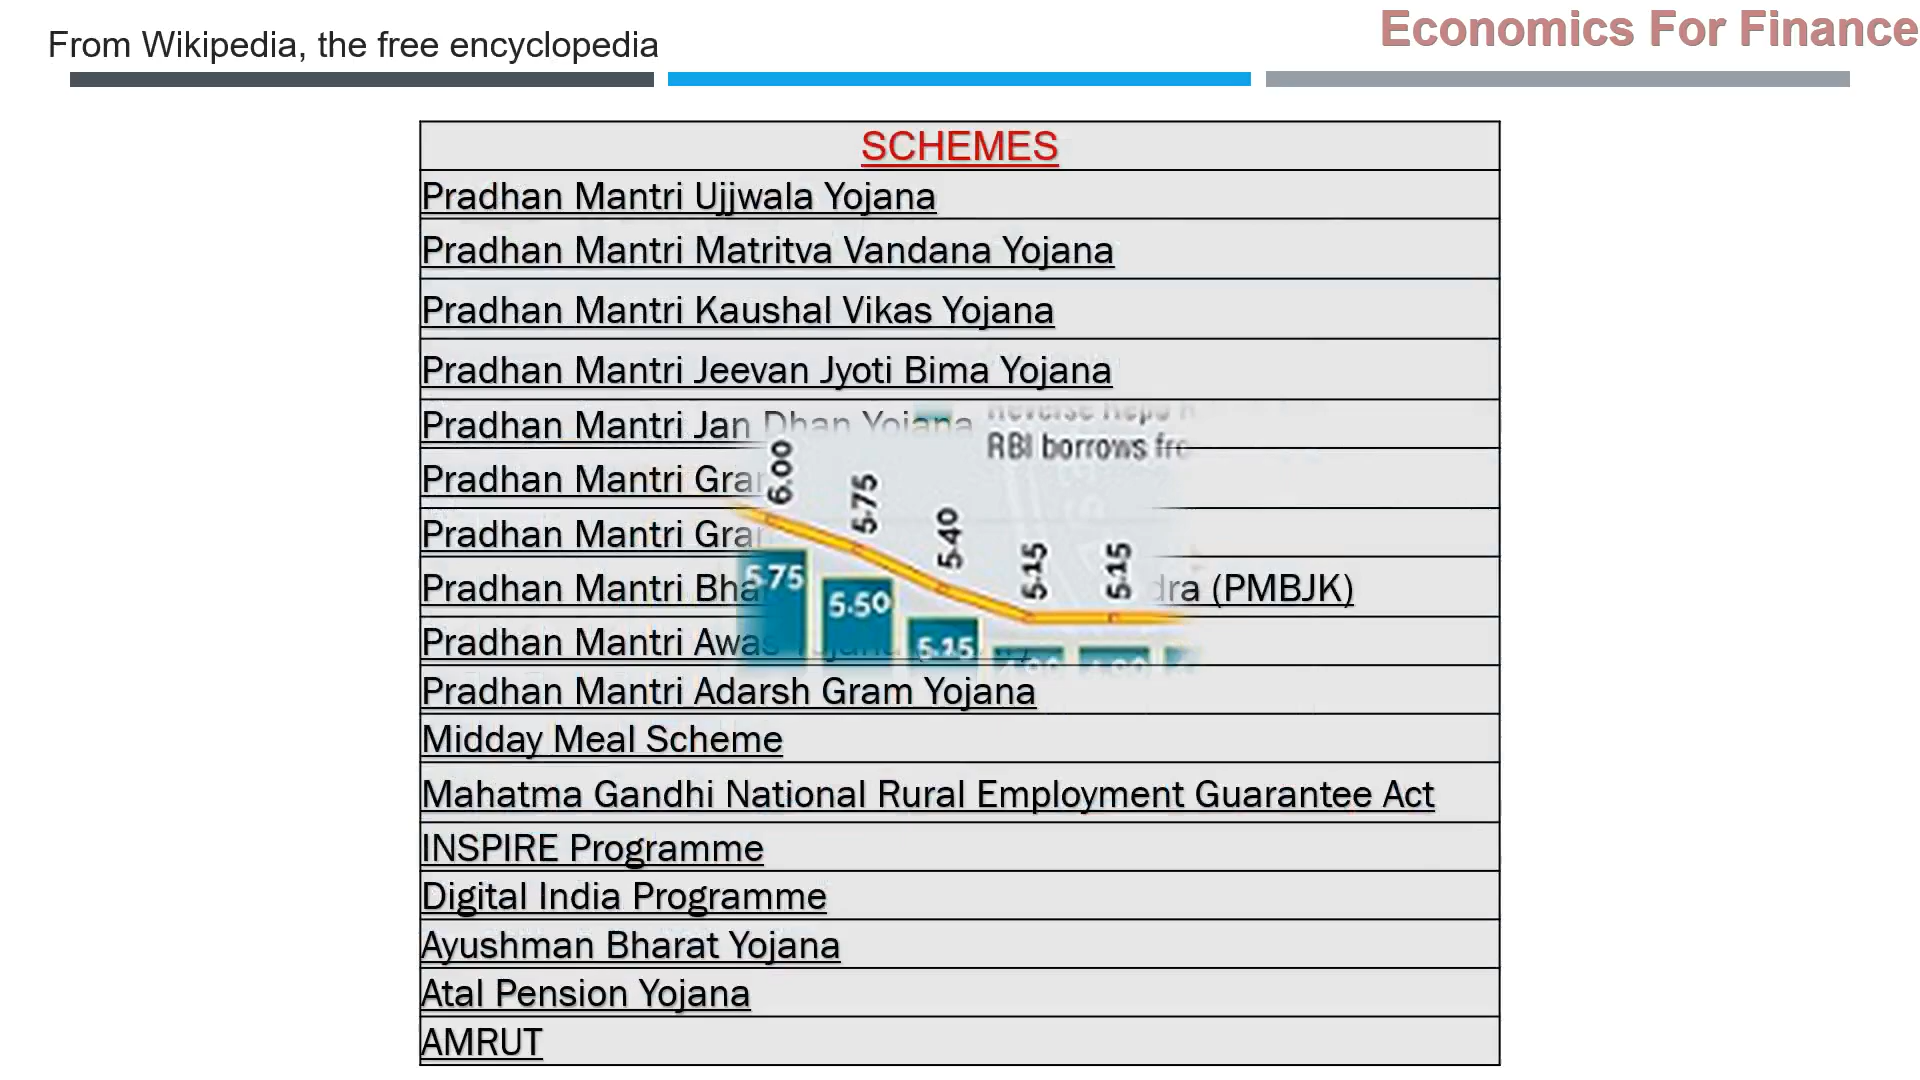 From Wikipedia, the free encyclopedia
Economics For Finance
SCHEMES
Pradhan Mantri Ujjwala Yojana
Pradhan Mantri Matritva Vandana Yojana
Pradhan Mantri Kaushal Vikas Yojana
Pradhan Mantri Jeevan Jyoti Bima Yojana
Pradhan Mantri Jan Dhan Yojana
RBI borrows
6.00
Pradhan Mantri
5.75
5.40
Pradhan Mantri
5.15
5.15
5.75
5.50
Pradhan Mantri (PMBJK)
Pradhan Mantri
Pradhan Mantri Adarsh Gram Yojana
Midday Meal Scheme
Mahatma Gandhi National Rural Employment Guarantee Act
INSPIRE Programme
Digital India Programme
Ayushman Bharat Yojana
Atal Pension Yojana
AMRUT